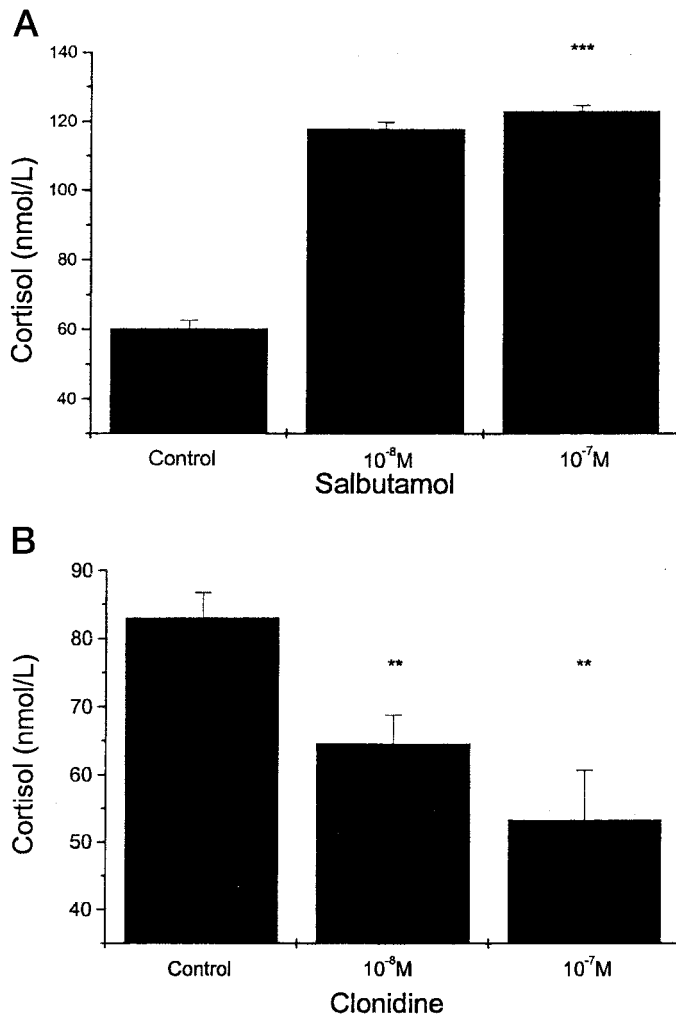 A
***
140
120
100
80
60
40
Cortisol (nmol/L)
Control 10⁻⁸M 10⁻⁷M
Salbutamol
B
90
80
70
60
50
40
Cortisol (nmol/L)
** **
Control 10⁻⁸M 10⁻⁷M
Clonidine